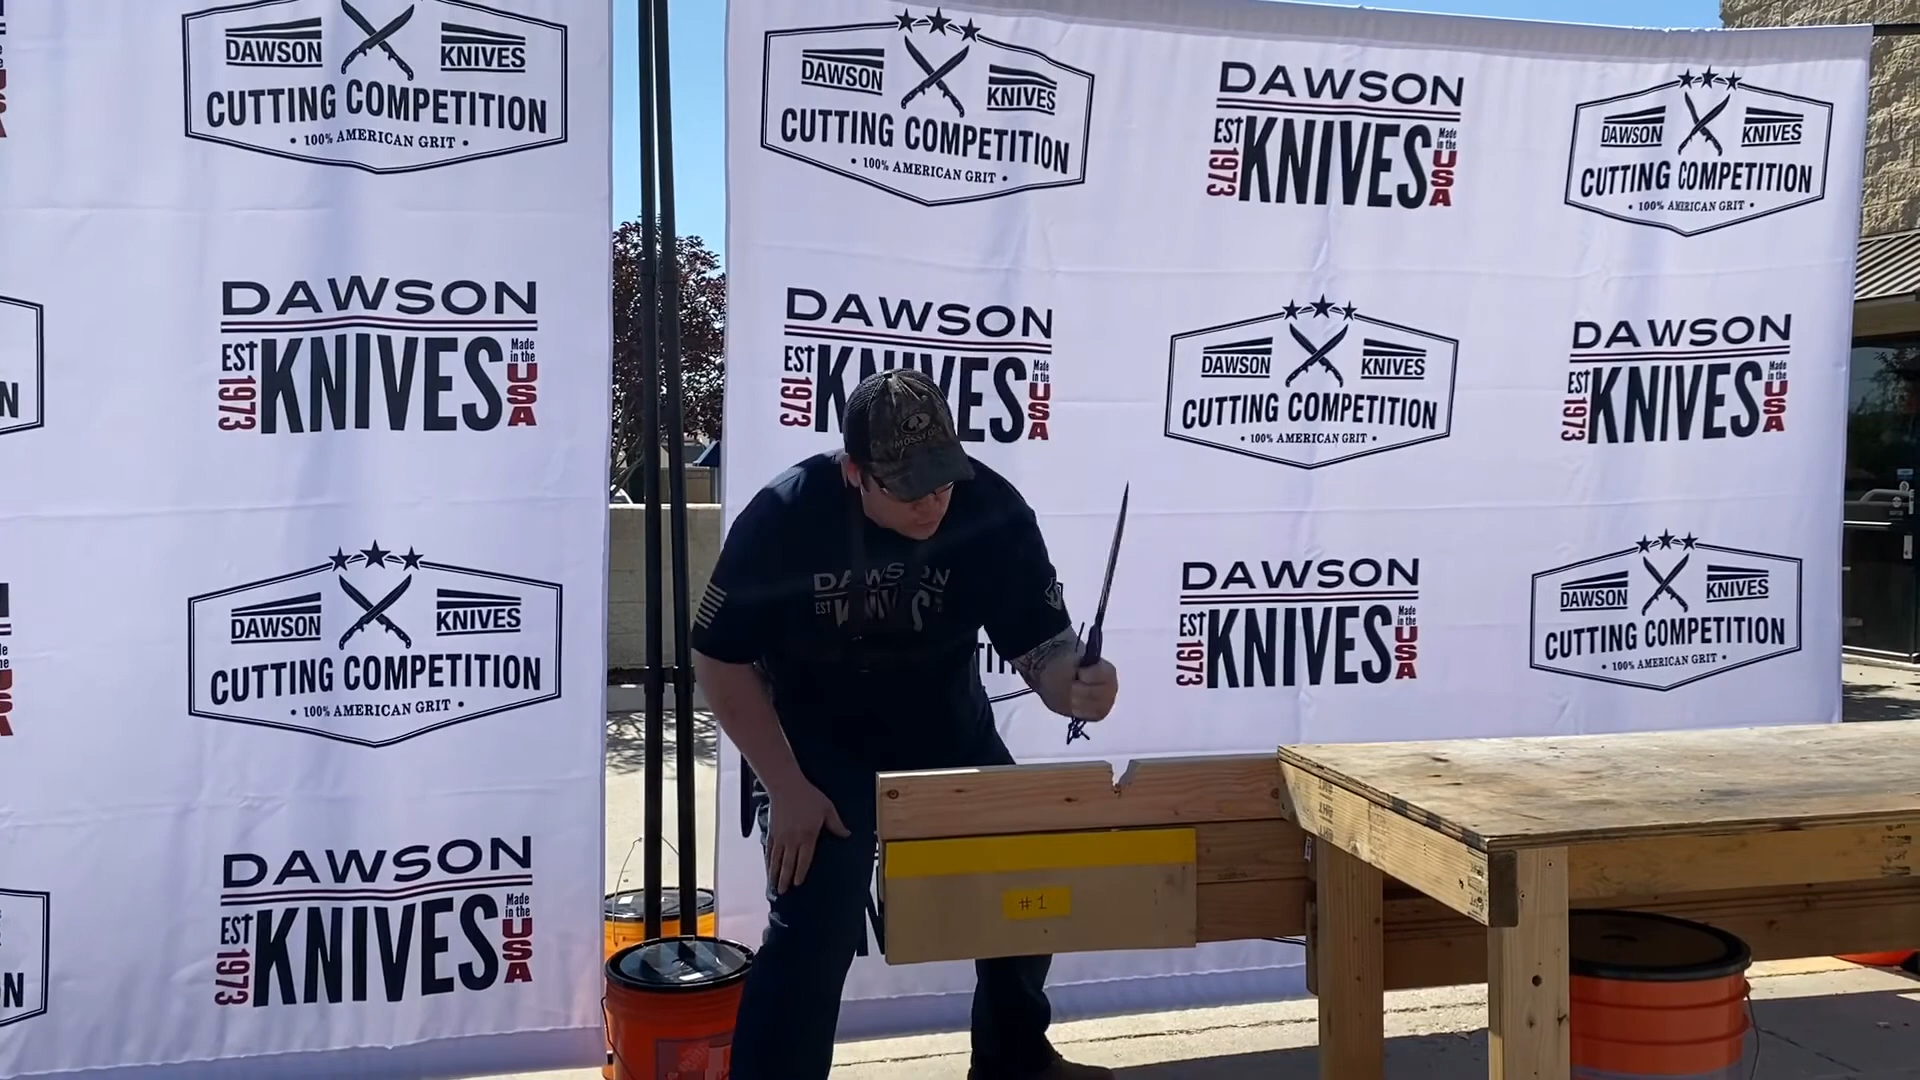 DAWSON KNIVES
CUTTING COMPETITION
• 100% AMERICAN GRIT •
DAWSON KNIVES
CUTTING COMPETITION
• 100% AMERICAN GRIT •
DAWSON
EST 1973 KNIVES Made in the USA
DAWSON KNIVES
CUTTING COMPETITION
• 100% AMERICAN GRIT •
DAWSON
EST 1973 KNIVES Made in the USA
DAWSON
EST 1973 KNIVES Made in the USA
DAWSON KNIVES
CUTTING COMPETITION
• 100% AMERICAN GRIT •
DAWSON
EST 1973 KNIVES Made in the USA
DAWSON KNIVES
CUTTING COMPETITION
• 100% AMERICAN GRIT •
DAWSON
EST 1973 KNIVES Made in the USA
DAWSON KNIVES
CUTTING COMPETITION
• 100% AMERICAN GRIT •
DAWSON
EST 1973 KNIVES Made in the USA
MOSSY
DAWSON
EST KNIVES
#1